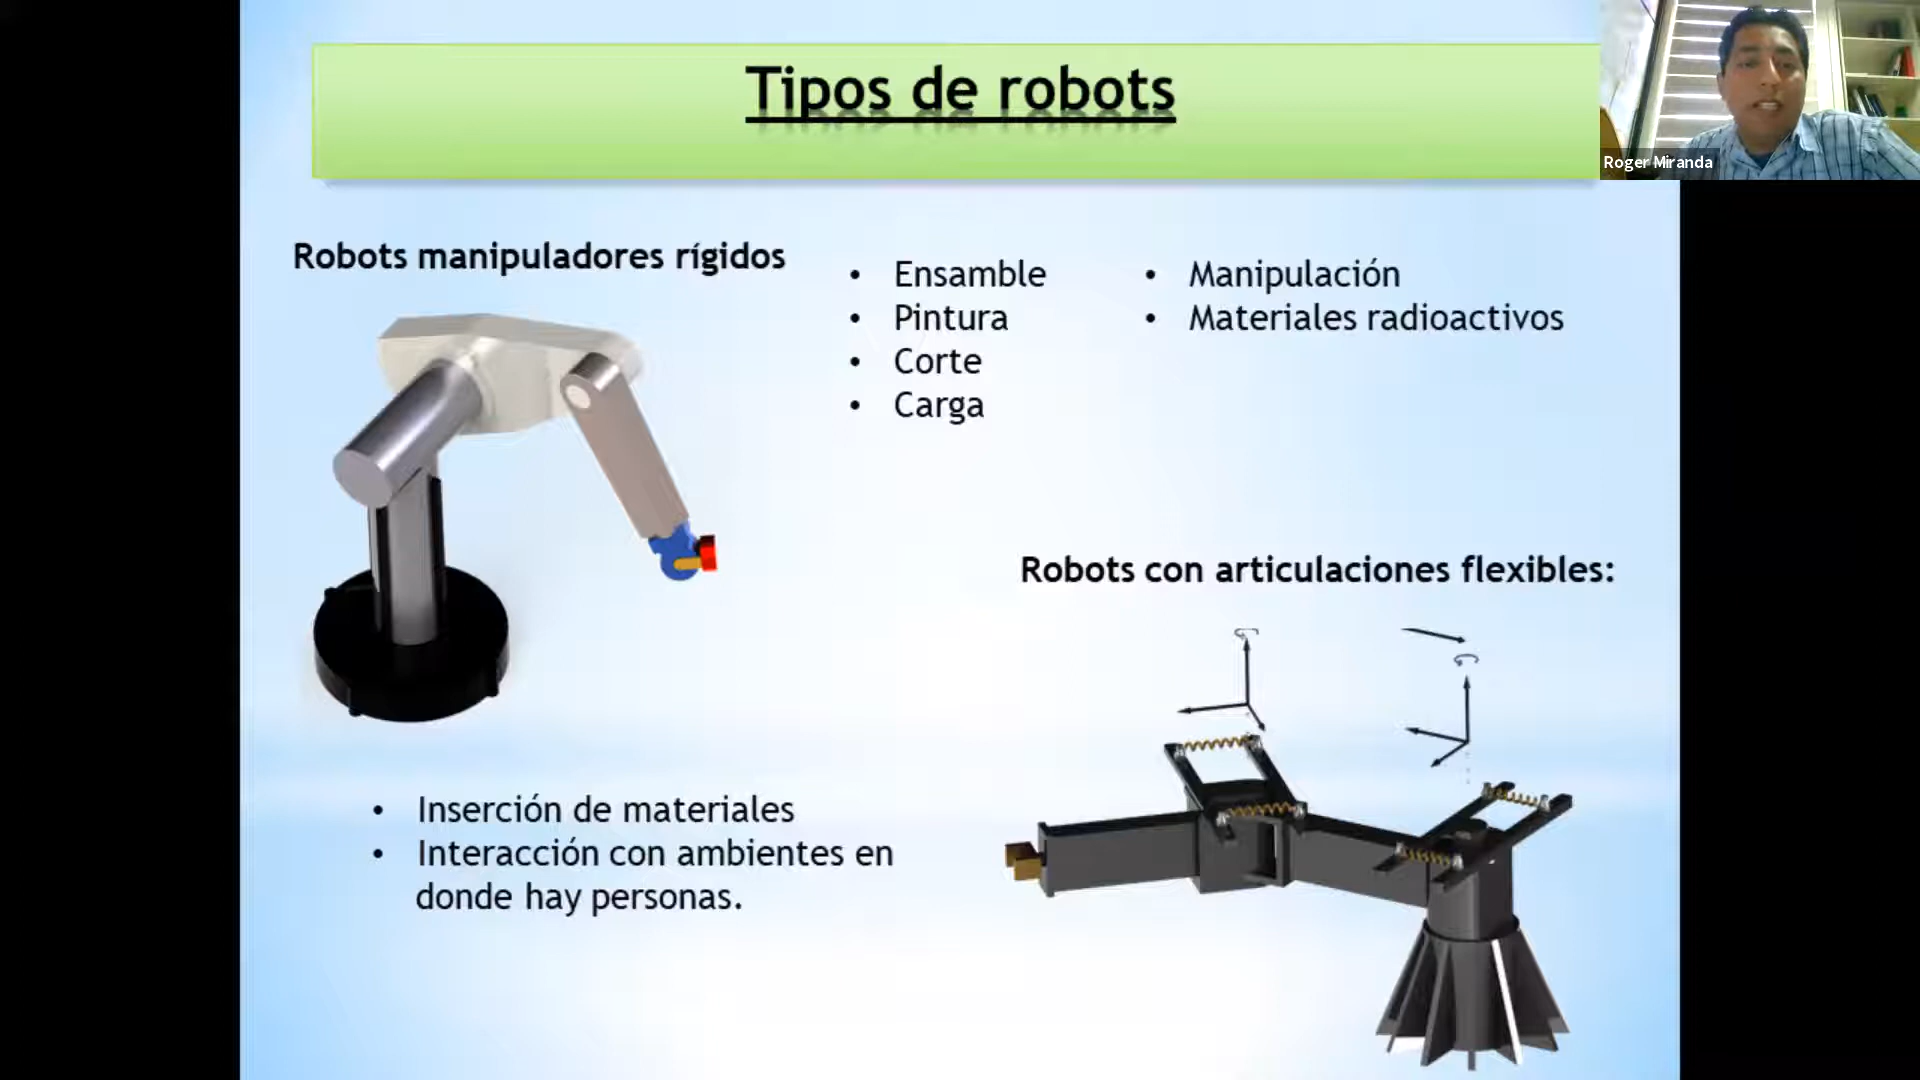 Tipos de robots
Roger Miranda
Robots manipuladores rígidos
• Ensamble
• Pintura
• Corte
• Carga
• Manipulación
• Materiales radioactivos
Robots con articulaciones flexibles:
• Inserción de materiales
• Interacción con ambientes en
donde hay personas.